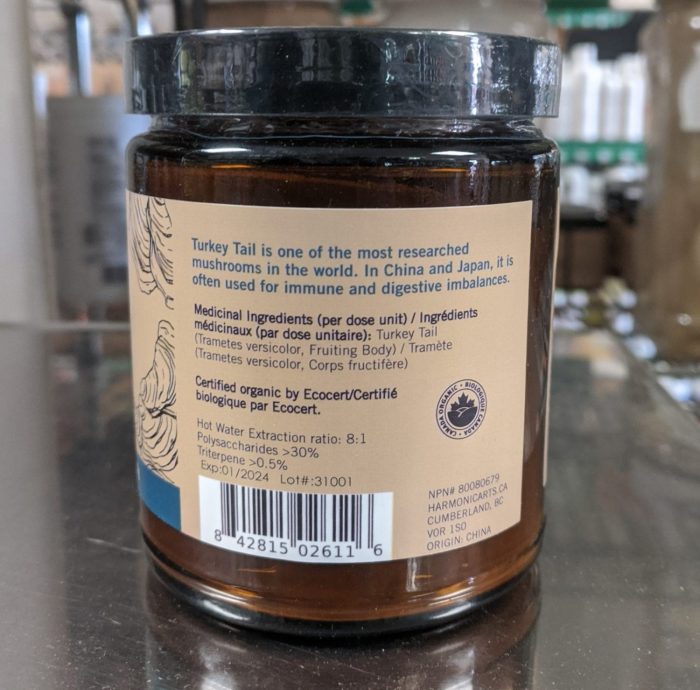 Turkey Tail is one of the most researched
mushrooms in the world. In China and Japan, it is
often used for immune and digestive imbalances.
Medicinal Ingredients (per dose unit) / Ingrédients
médicinaux (par dose unitaire): Turkey Tail
(Trametes versicolor, Fruiting Body) / Tramète
(Trametes versicolor, Corps fructifère)
Certified organic by Ecocert/Certifié
biologique par Ecocert.
CANADA ORGANIC • BIOLOGIQUE CANADA •
Hot Water Extraction ratio: 8:1
Polysaccharides >30%
Triterpene >0.5%
Exp:01/2024 Lot#:31001
8 42815 02611 6
NPN# 80080679
HARMONICARTS.CA
CUMBERLAND, BC
V0R 1S0
ORIGIN: CHINA